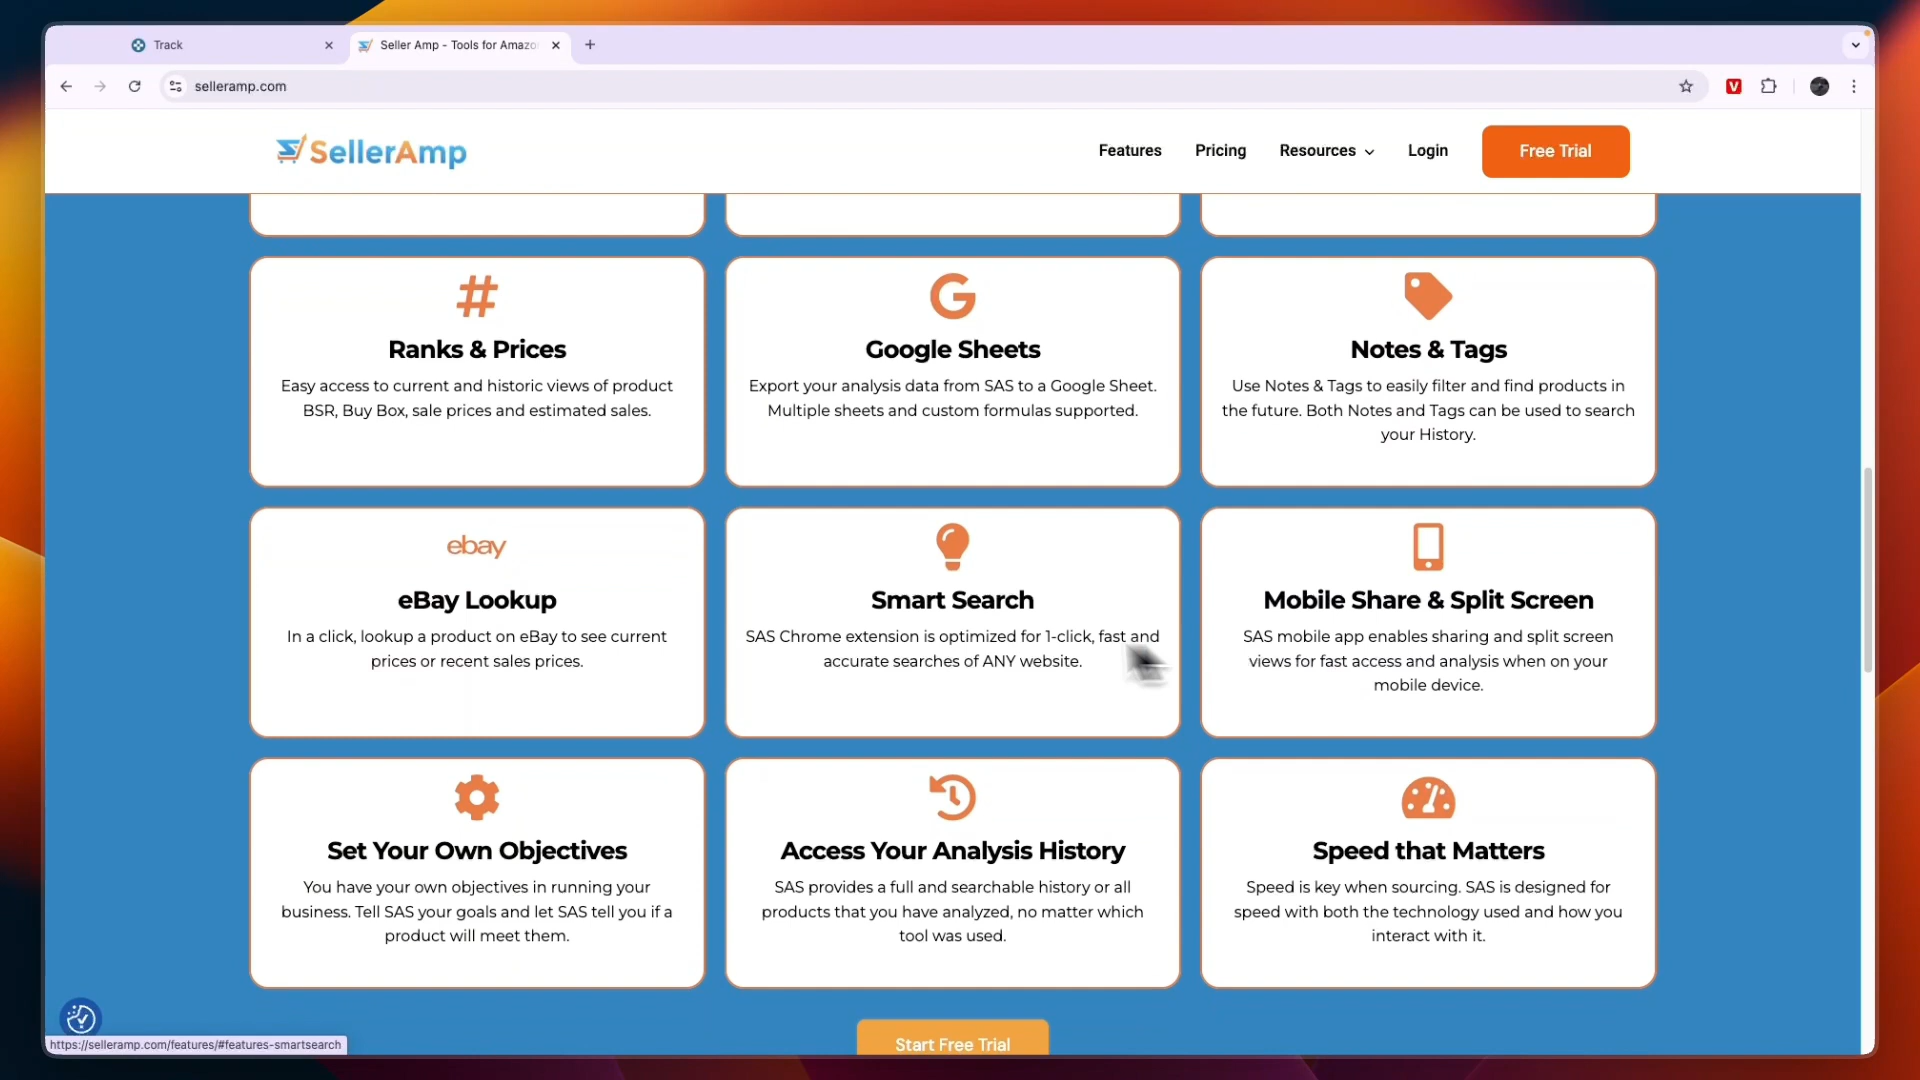 Track
Seller Amp - Tools for Amazo
selleramp.com
V
SellerAmp
Features
Pricing
Resources
Login
Free Trial
Ranks & Prices
Easy access to current and historic views of product
BSR, Buy Box, sale prices and estimated sales.
Google Sheets
Export your analysis data from SAS to a Google Sheet.
Multiple sheets and custom formulas supported.
Notes & Tags
Use Notes & Tags to easily filter and find products in
the future. Both Notes and Tags can be used to search
your History.
ebay
eBay Lookup
In a click, lookup a product on eBay to see current
prices or recent sales prices.
Smart Search
SAS Chrome extension is optimized for 1-click, fast and
accurate searches of ANY website.
Mobile Share & Split Screen
SAS mobile app enables sharing and split screen
views for fast access and analysis when on your
mobile device.
Set Your Own Objectives
You have your own objectives in running your
business. Tell SAS your goals and let SAS tell you if a
product will meet them.
Access Your Analysis History
SAS provides a full and searchable history or all
products that you have analyzed, no matter which
tool was used.
Speed that Matters
Speed is key when sourcing. SAS is designed for
speed with both the technology used and how you
interact with it.
Start Free Trial
https://selleramp.com/features/#features-smartsearch